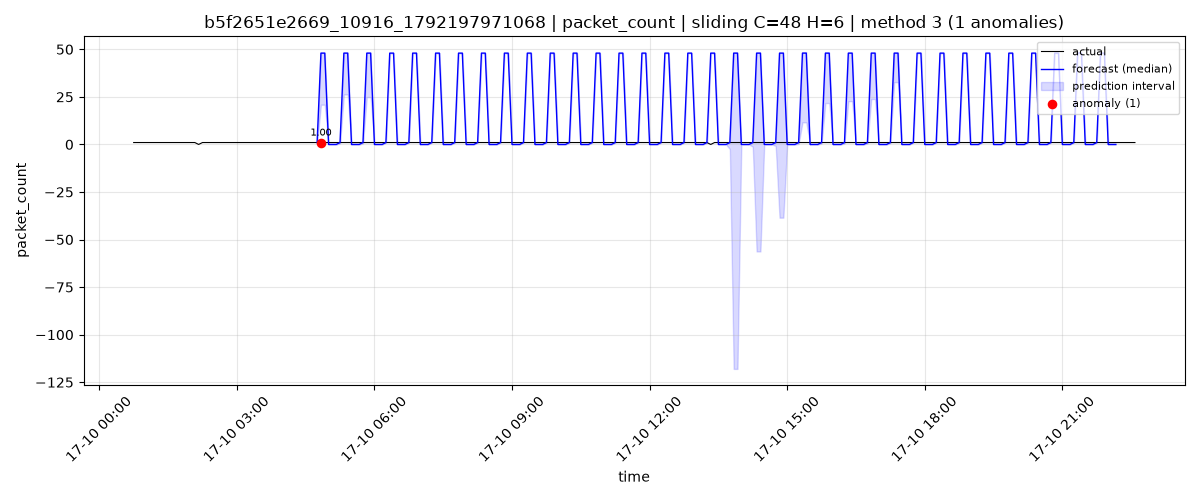 b5f2651e2669_10916_1792197971068 | packet_count | sliding C=48 H=6 | method 3 (1 anomalies)
packet_count
50
25
0
−25
−50
−75
−100
−125
1.00
actual
forecast (median)
prediction interval
anomaly (1)
17-10 00:00
17-10 03:00
17-10 06:00
17-10 09:00
17-10 12:00
17-10 15:00
17-10 18:00
17-10 21:00
time